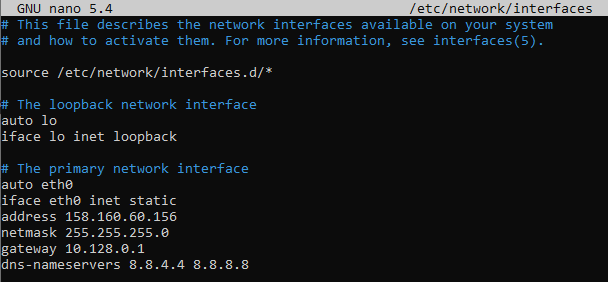 GNU nano 5.4 /etc/network/interfaces
# This file describes the network interfaces available on your system
# and how to activate them. For more information, see interfaces(5).
source /etc/network/interfaces.d/*
# The loopback network interface
auto lo
iface lo inet loopback
# The primary network interface
auto eth0
iface eth0 inet static
address 158.160.60.156
netmask 255.255.255.0
gateway 10.128.0.1
dns-nameservers 8.8.4.4 8.8.8.8